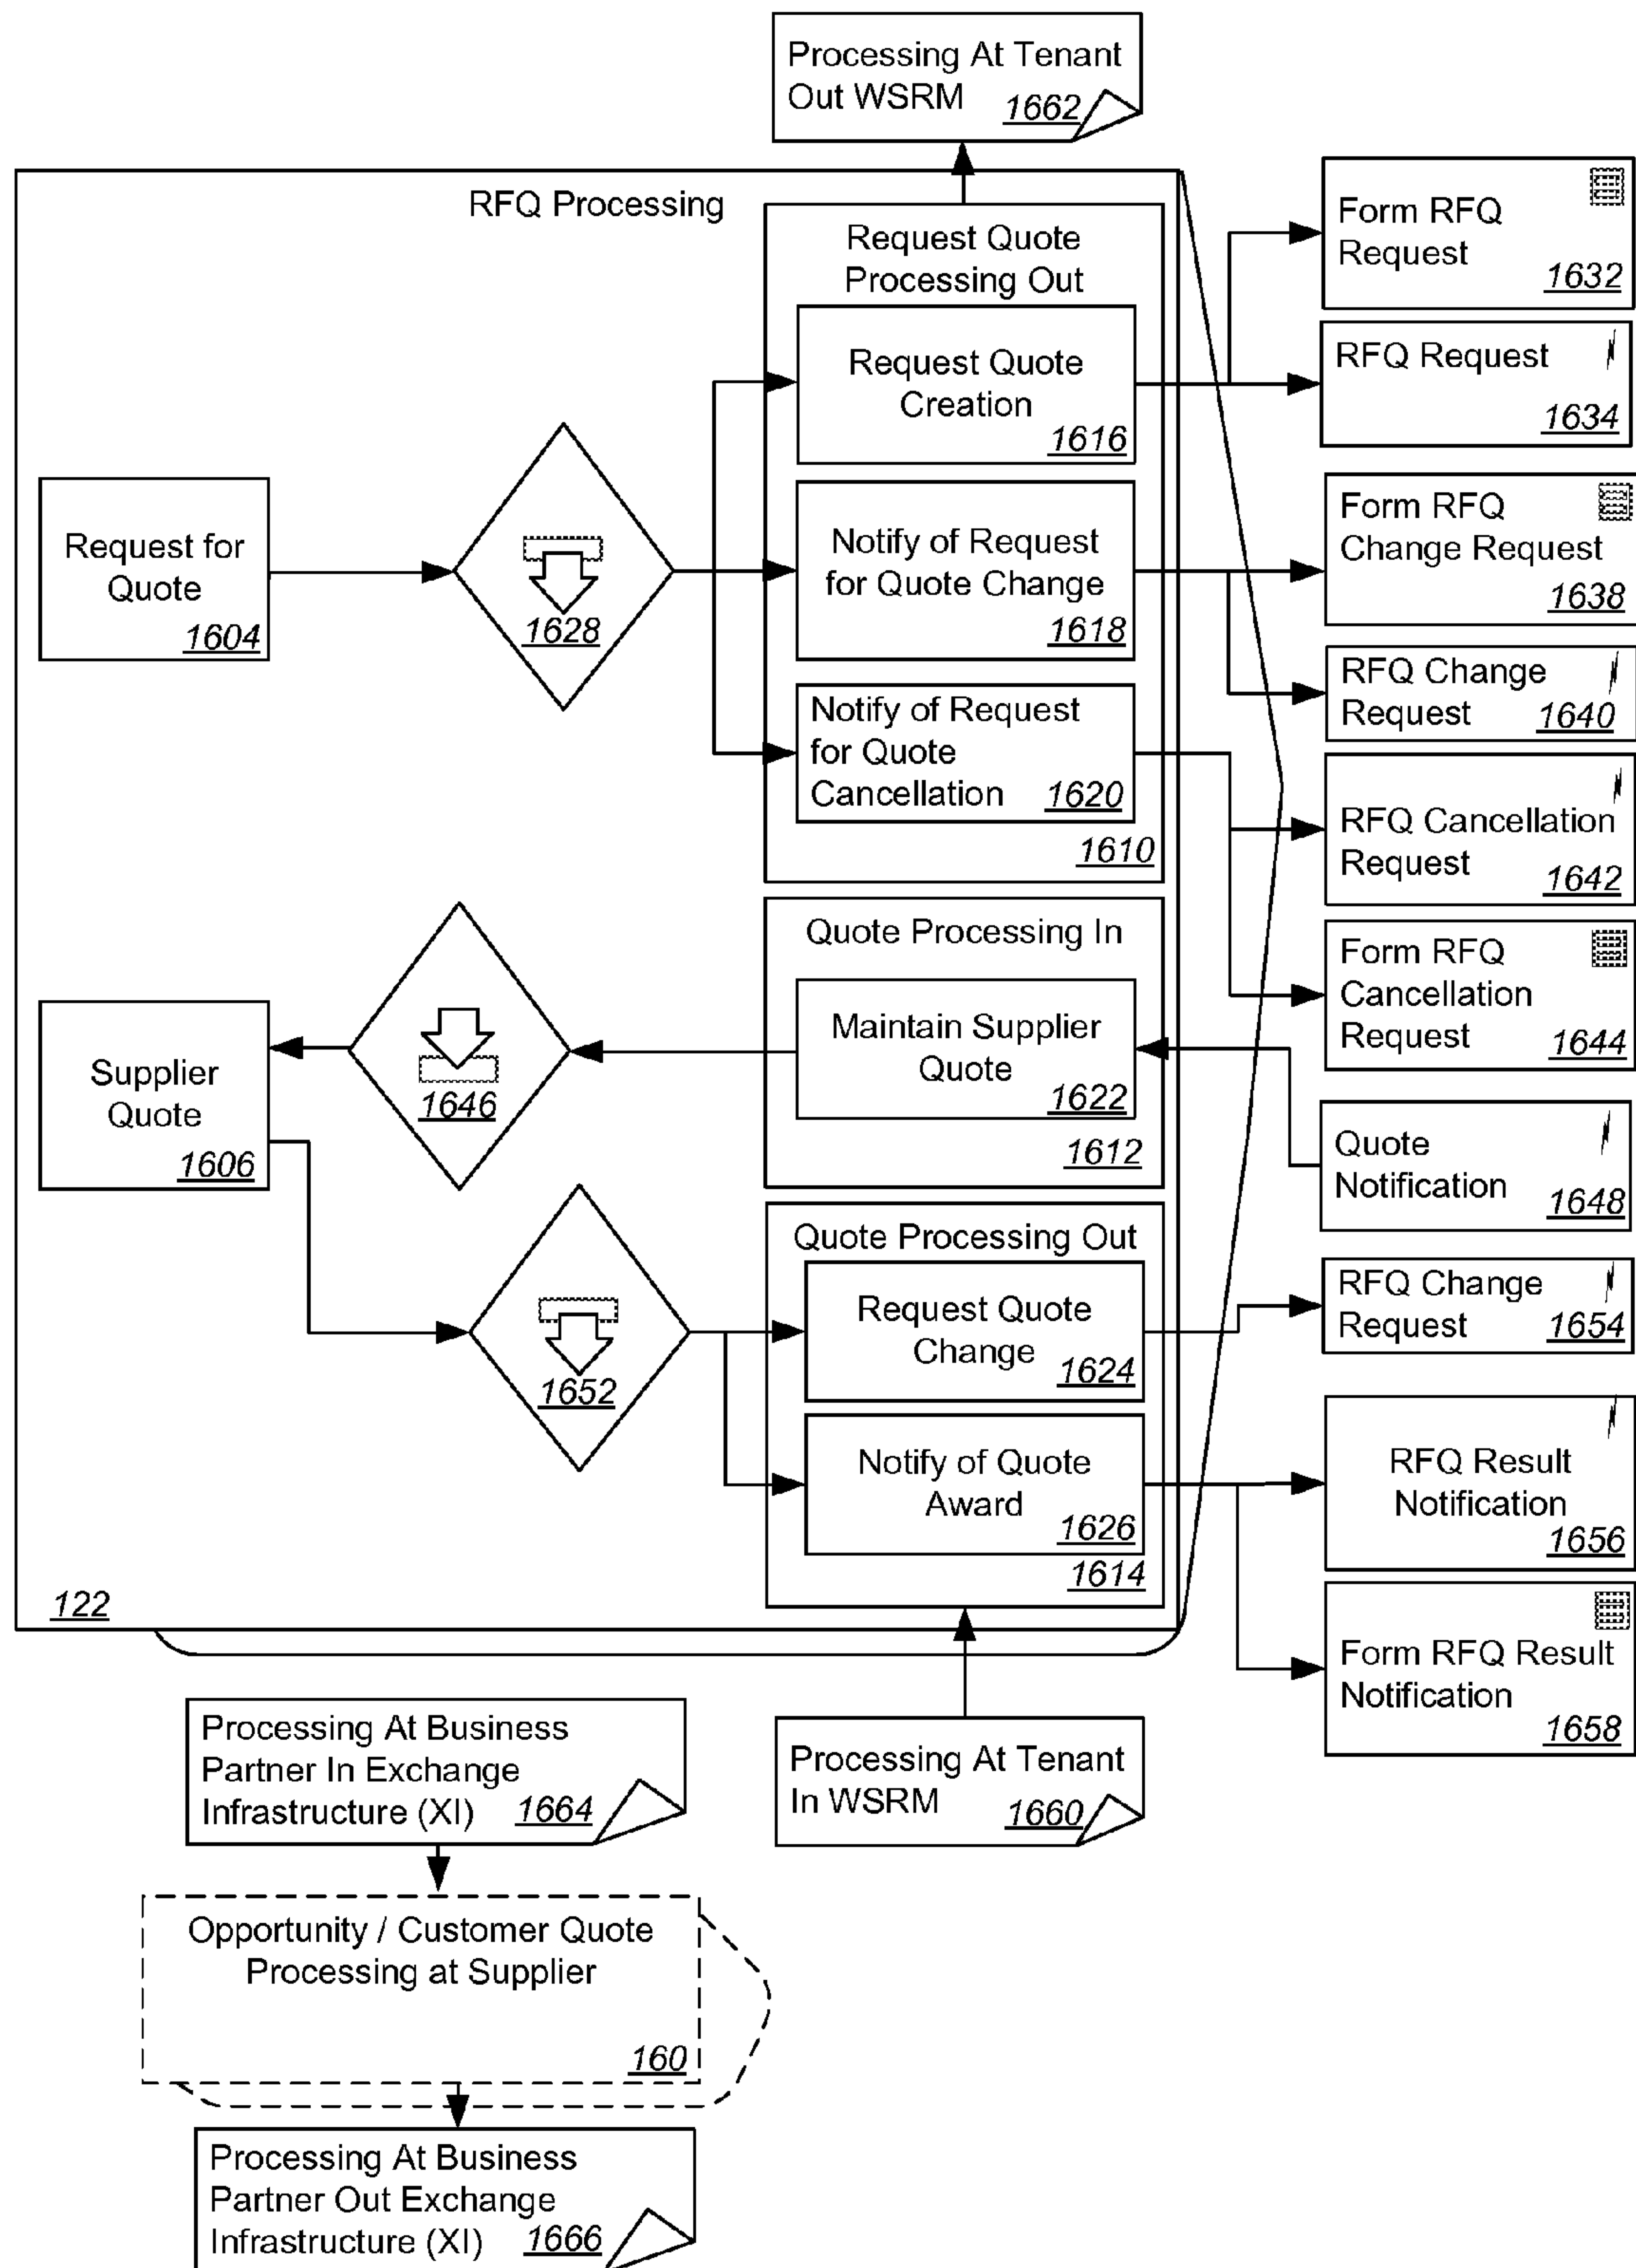 Processing At Tenant
Out WSRM 1662
RFQ Processing
Request Quote
Processing Out
Request Quote
Creation
1616
Notify of Request
for Quote Change
1618
Notify of Request
for Quote
Cancellation 1620
1610
Request for
Quote
1604
1628
Form RFQ
Request
1632
RFQ Request
1634
Form RFQ
Change Request
1638
RFQ Change
Request 1640
RFQ Cancellation
Request
1642
Form RFQ
Cancellation
Request 1644
Quote Processing In
Maintain Supplier
Quote
1622
1612
1646
Supplier
Quote
1606
Quote
Notification
1648
Quote Processing Out
Request Quote
Change
1624
Notify of Quote
Award
1626
1614
1652
RFQ Change
Request 1654
RFQ Result
Notification
1656
Form RFQ Result
Notification
1658
122
Processing At Business
Partner In Exchange
Infrastructure (XI) 1664
Processing At Tenant
In WSRM 1660
Opportunity / Customer Quote
Processing at Supplier
160
Processing At Business
Partner Out Exchange
Infrastructure (XI) 1666